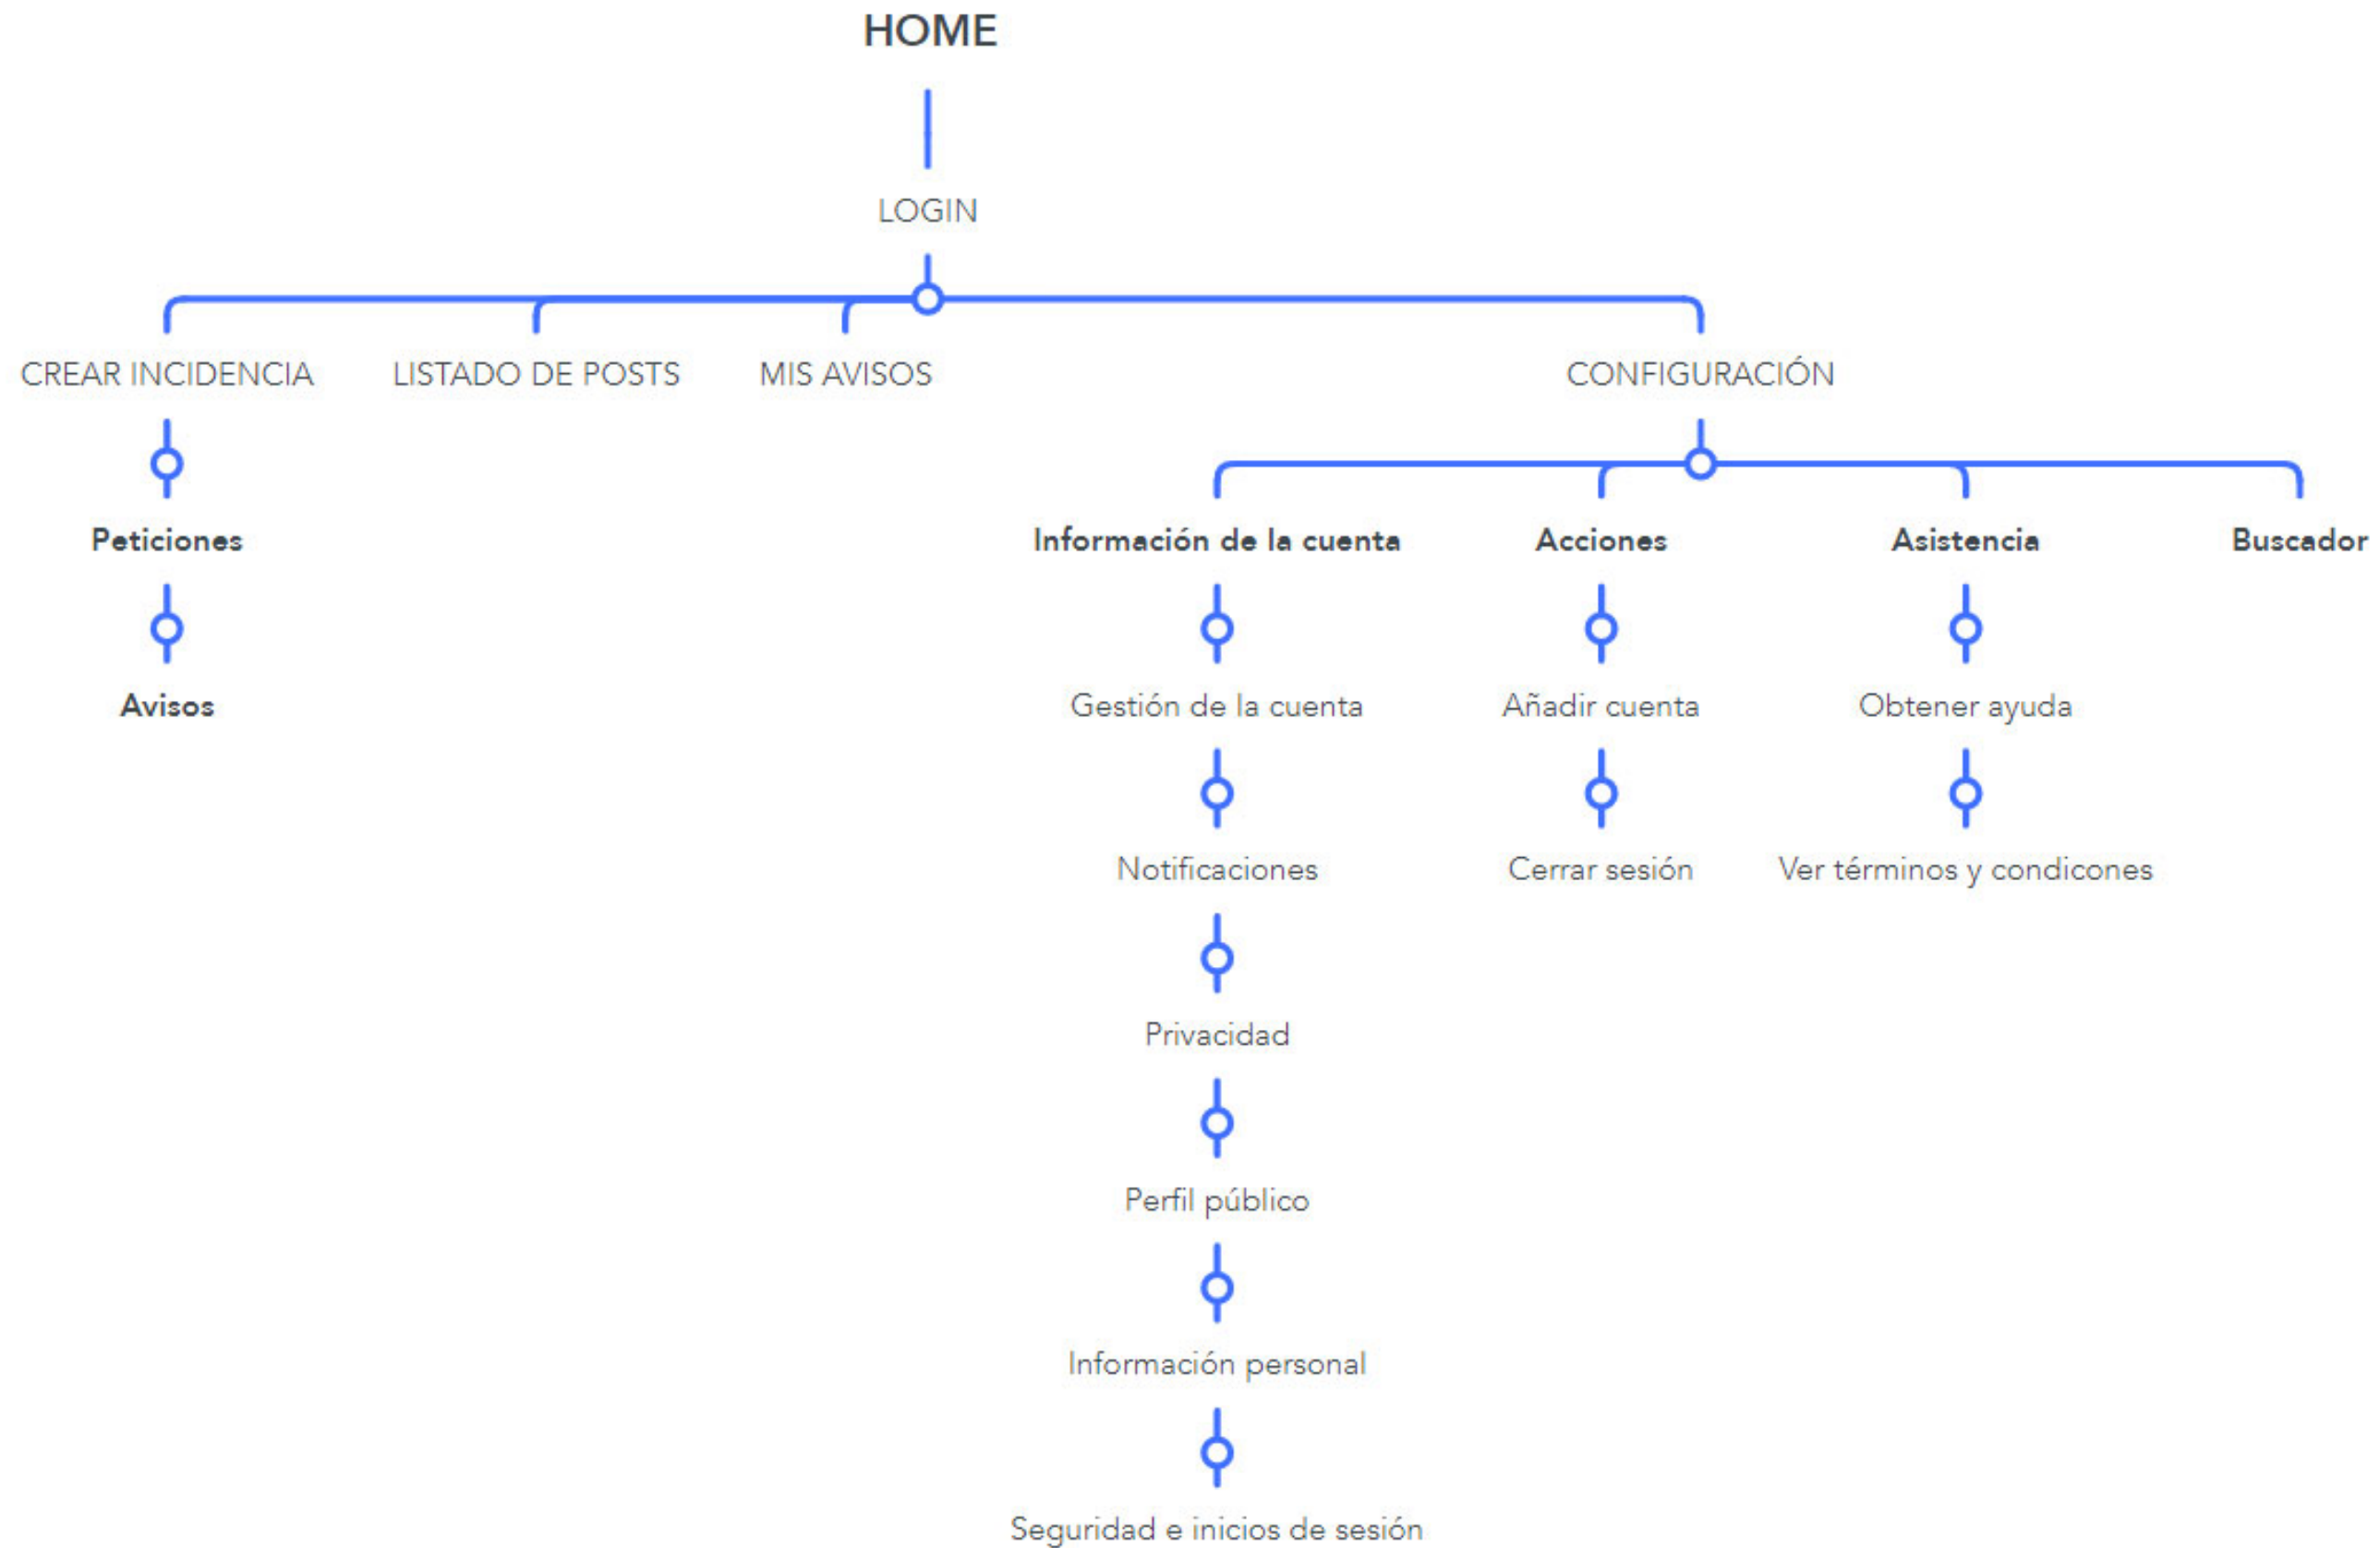 HOME
LOGIN
CREAR INCIDENCIA
LISTADO DE POSTS
MIS AVISOS
CONFIGURACIÓN
Peticiones
Información de la cuenta
Acciones
Asistencia
Buscador
Avisos
Gestión de la cuenta
Añadir cuenta
Obtener ayuda
Notificaciones
Cerrar sesión
Ver términos y condicones
Privacidad
Perfil público
Información personal
Seguridad e inicios de sesión